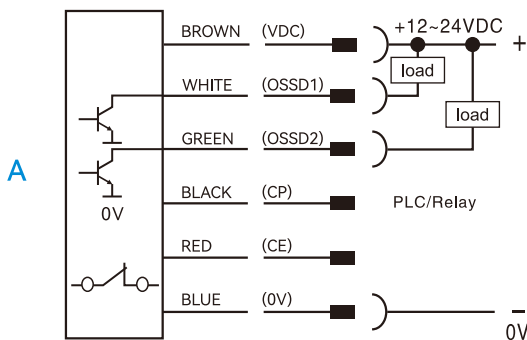 BROWN (VDC) +12~24VDC +
WHITE (OSSD1) load
GREEN (OSSD2) load
A
0V
BLACK (CP) PLC/Relay
RED (CE)
BLUE (0V) −
0V